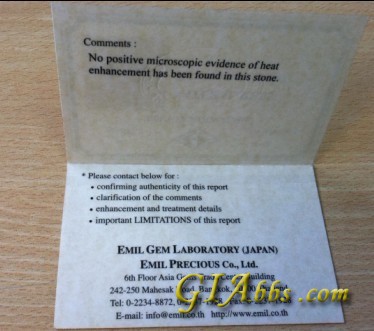 Comments :
No positive microscopic evidence of heat
enhancement has been found in this stone.
* Please contact below for :
• confirming authenticity of this report
• clarification of the comments
• enhancement and treatment details
• important LIMITATIONS of this report
EMIL GEM LABORATORY (JAPAN)
EMIL PRECIOUS Co., Ltd.
6th Floor Asia Building
242-250 Mahesak Bangkok,
Tel: 0-2234-8872,
E-mail: info@emil.co.th http://www.emil.co.th
GIAbbs.com